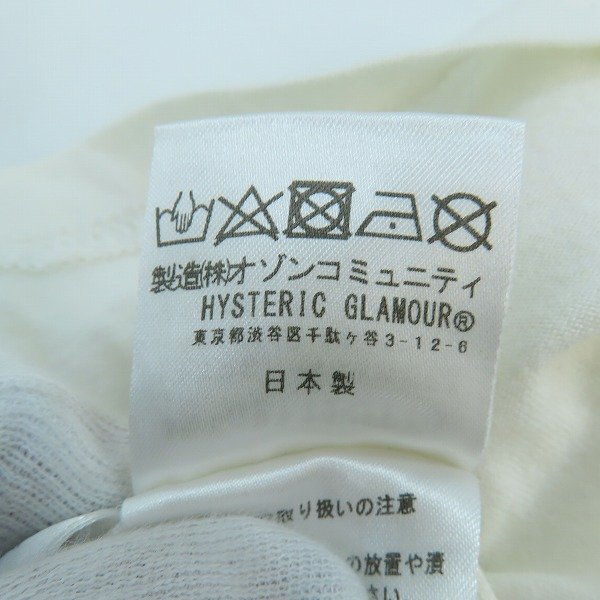 製造(株)オゾンコミュニティ
HYSTERIC GLAMOUR®
東京都渋谷区千駄ヶ谷3-12-6
日本製
取り扱いの注意
の放置や濆
さい